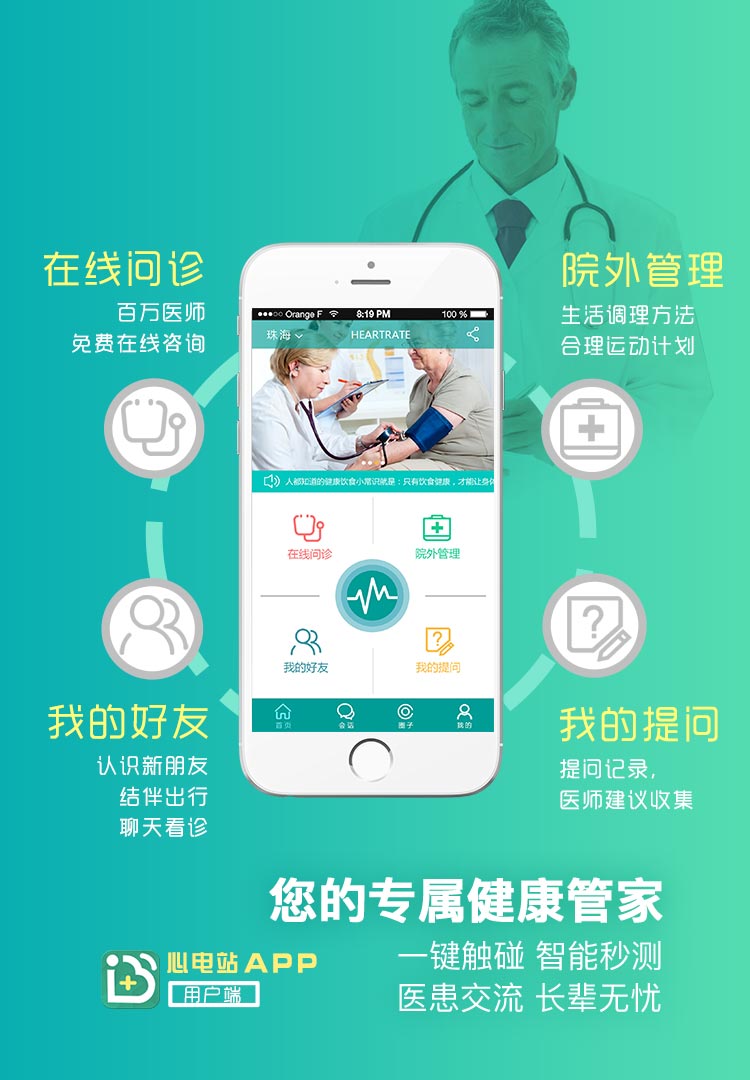 在线问诊
百万医师
免费在线咨询
院外管理
生活调理方法
合理运动计划
Orange F
8:19 PM
100 %
珠海
HEARTRATE
人都知道的健康饮食小常识就是：只有饮食健康，才能让身体
在线问诊
院外管理
我的好友
我的提问
首页
会话
圈子
我的
我的好友
认识新朋友
结伴出行
聊天看诊
我的提问
提问记录,
医师建议收集
您的专属健康管家
一键触碰 智能秒测
医患交流 长辈无忧
心电站APP
用户端